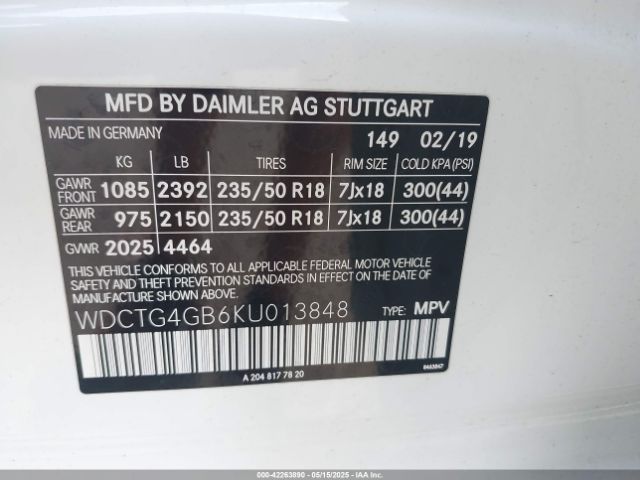 MFD BY DAIMLER AG STUTTGART
MADE IN GERMANY 149 02/19
KG LB TIRES RIM SIZE COLD KPA (PSI)
GAWR FRONT 1085 2392 235/50 R18 7Jx18 300(44)
GAWR REAR 975 2150 235/50 R18 7Jx18 300(44)
GVWR 2025 4464
THIS VEHICLE CONFORMS TO ALL APPLICABLE FEDERAL MOTOR VEHICLE
SAFETY AND THEFT PREVENTION STANDARDS IN EFFECT
ON THE DATE OF MANUFACTURE SHOWN ABOVE.
WDCTG4GB6KU013848 TYPE: MPV
A 204 817 78 20
000-42263890 - 05/15/2025 - IAAI.com